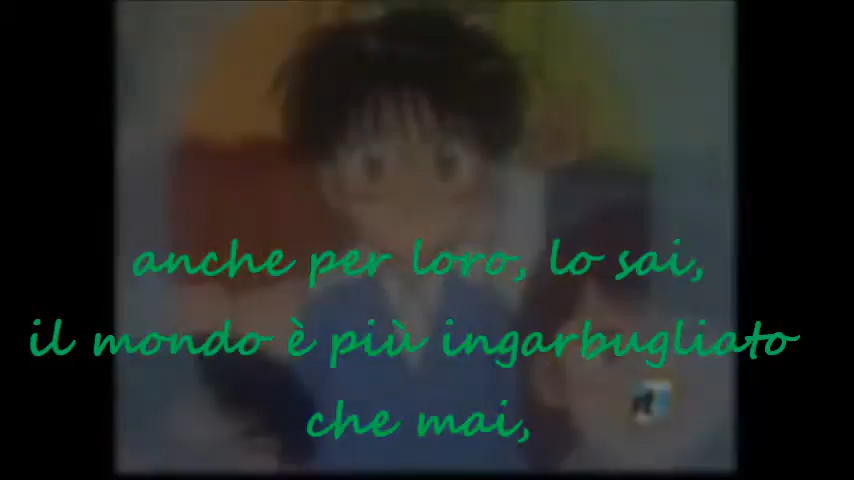 anche per loro, lo sai,
il mondo è più ingarbugliato
che mai,